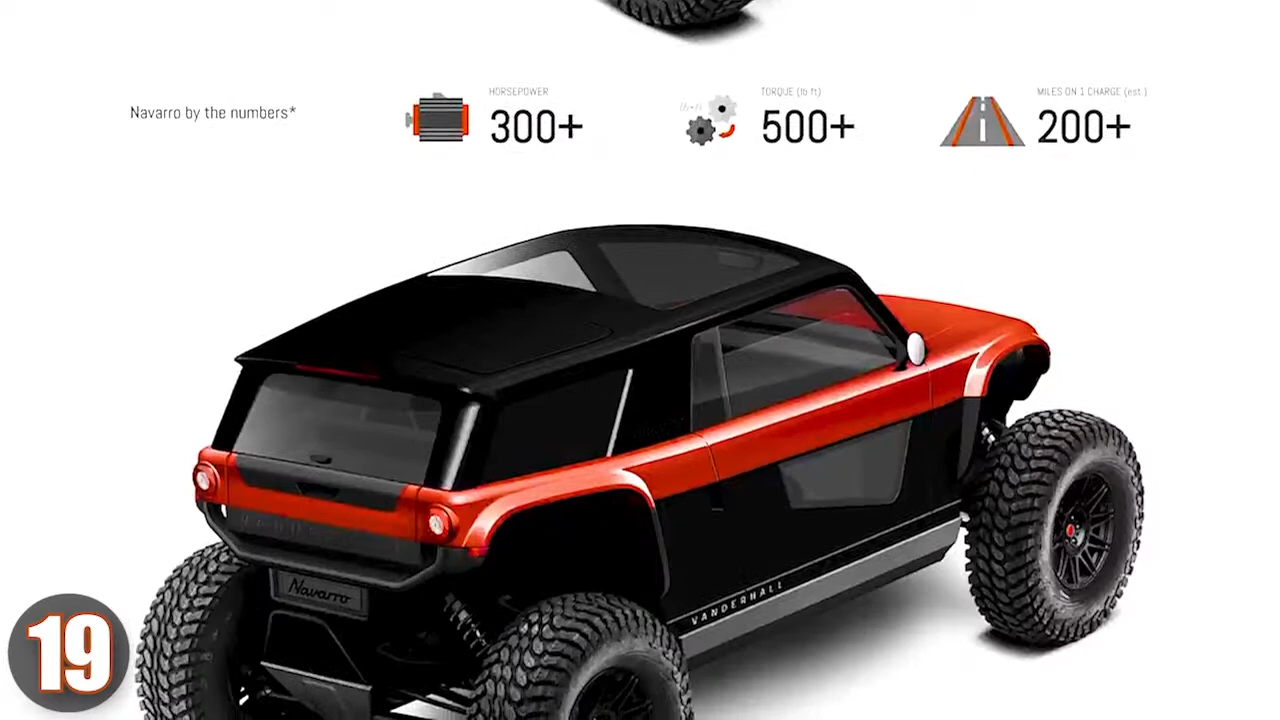 Navarro by the numbers*
HORSEPOWER
300+
TORQUE (lb ft)
500+
MILES ON 1 CHARGE (est.)
200+
Navarro
VANDERHALL
19